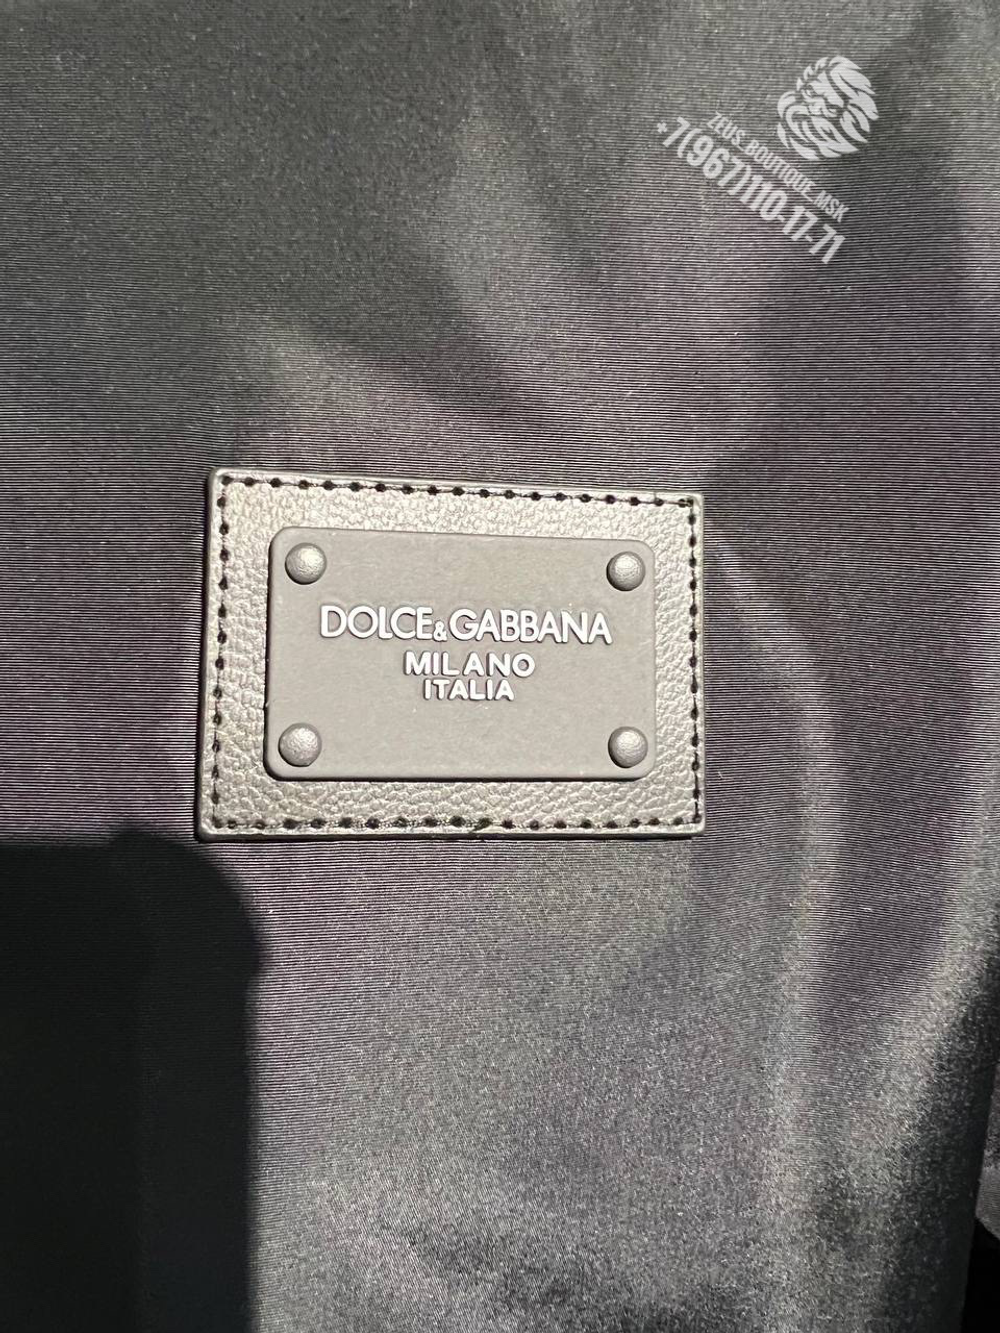 ZEUS_BOUTIQUE_MSK
+7(967)110-17-71
DOLCE&GABBANA
MILANO
ITALIA